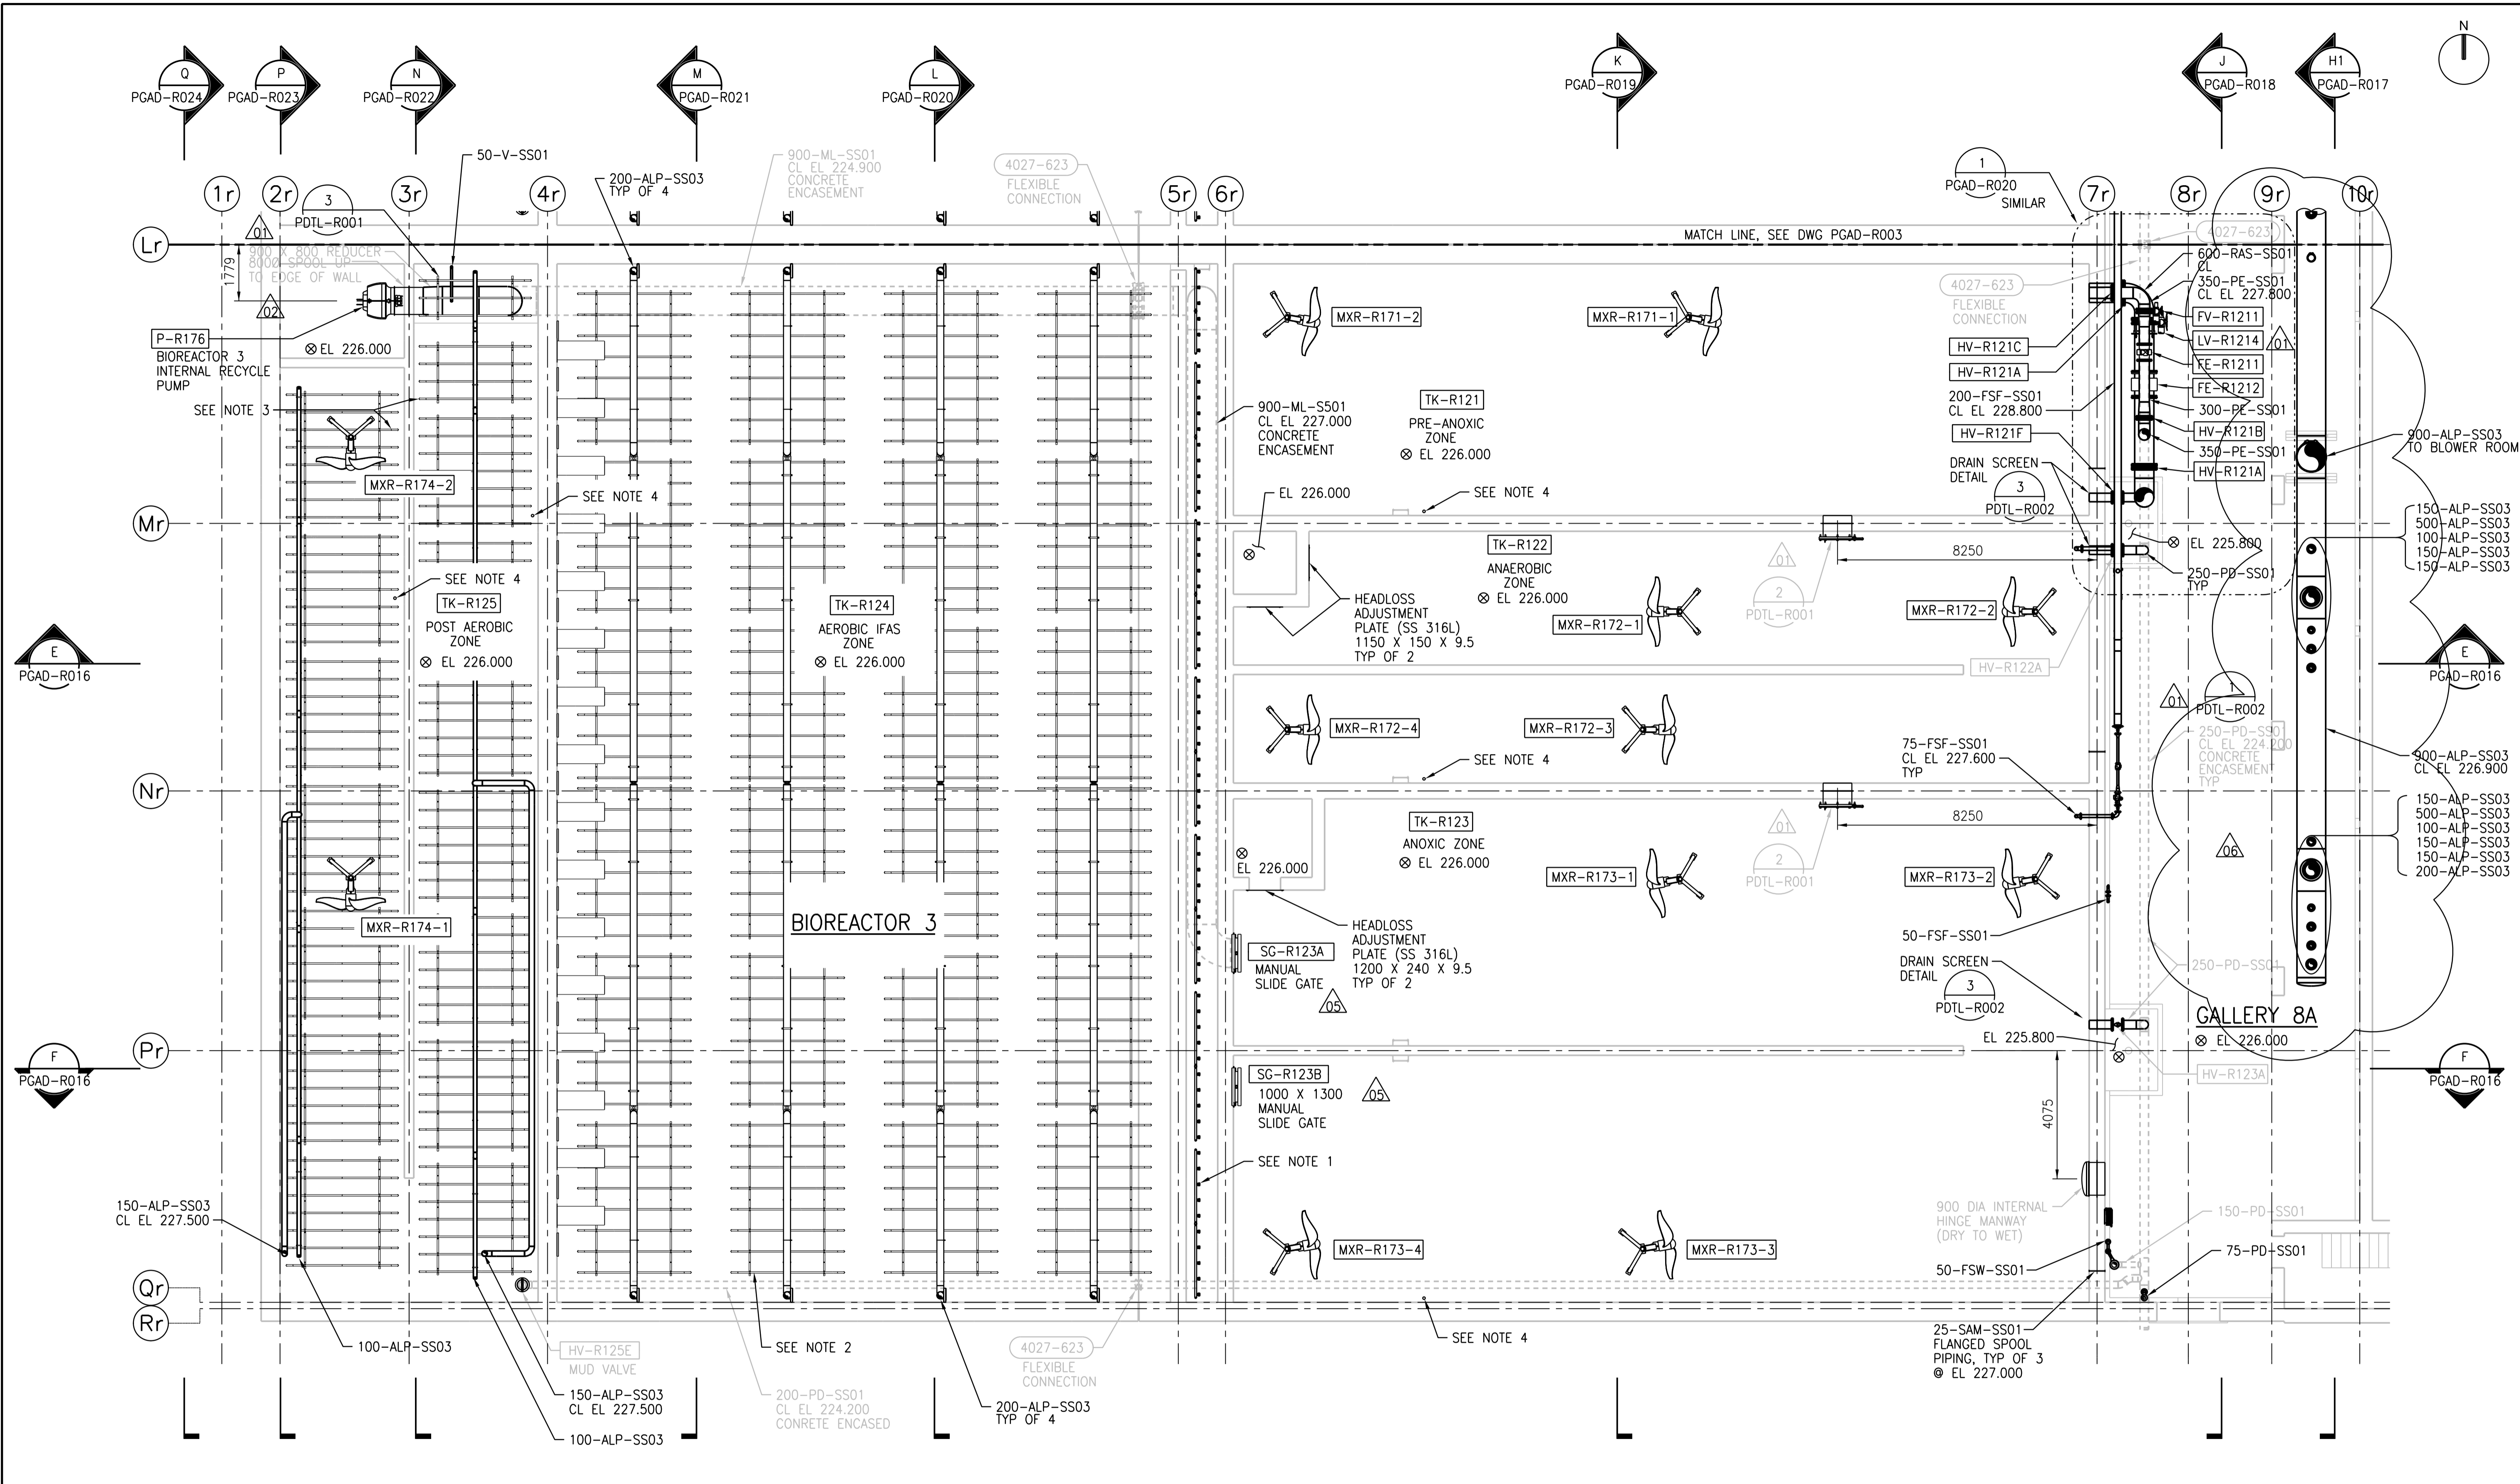 Q
PGAD-R024
P
PGAD-R023
N
PGAD-R022
M
PGAD-R021
L
PGAD-R020
K
PGAD-R019
J
PGAD-R018
H1
PGAD-R017
N
50-V-SS01
900-ML-SS01
CL EL 224.900
CONCRETE
ENCASEMENT
4027-623
FLEXIBLE
CONNECTION
200-ALP-SS03
TYP OF 4
1
PGAD-R020
SIMILAR
1r
2r
3r
4r
5r
6r
7r
8r
9r
10r
3
PDTL-R001
01
Lr
MATCH LINE, SEE DWG PGAD-R003
4027-623
900 X 800 REDUCER
8000 SPOOL UP
TO EDGE OF WALL
1779
02
600-RAS-SS01
CL
350-PE-SS01
CL EL 227.800
4027-623
FLEXIBLE
CONNECTION
FV-R1211
LV-R1214
01
FE-R1211
FE-R1212
HV-R121C
HV-R121A
200-FSF-SS01
CL EL 228.800
300-PE-SS01
HV-R121B
350-PE-SS01
HV-R121A
HV-R121F
DRAIN SCREEN
DETAIL
3
PDTL-R002
900-ALP-SS03
TO BLOWER ROOM
P-R176
BIOREACTOR 3
INTERNAL RECYCLE
PUMP
EL 226.000
SEE NOTE 3
MXR-R174-2
SEE NOTE 4
MXR-R171-2
MXR-R171-1
TK-R121
PRE-ANOXIC
ZONE
EL 226.000
900-ML-S501
CL EL 227.000
CONCRETE
ENCASEMENT
EL 226.000
SEE NOTE 4
Mr
150-ALP-SS03
500-ALP-SS03
100-ALP-SS03
150-ALP-SS03
150-ALP-SS03
EL 225.800
250-PD-SS01
TYP
TK-R122
ANAEROBIC
ZONE
EL 226.000
01
8250
2
PDTL-R001
SEE NOTE 4
TK-R125
POST AEROBIC
ZONE
EL 226.000
TK-R124
AEROBIC IFAS
ZONE
EL 226.000
HEADLOSS
ADJUSTMENT
PLATE (SS 316L)
1150 X 150 X 9.5
TYP OF 2
MXR-R172-1
MXR-R172-2
HV-R122A
E
PGAD-R016
E
PGAD-R016
01
1
PDTL-R002
MXR-R172-4
MXR-R172-3
SEE NOTE 4
75-FSF-SS01
CL EL 227.600
TYP
250-PD-S901
CL EL 224.200
CONCRETE
ENCASEMENT
TYP
900-ALP-SS03
CL EL 226.900
Nr
150-ALP-SS03
500-ALP-SS03
100-ALP-SS03
150-ALP-SS03
150-ALP-SS03
200-ALP-SS03
TK-R123
ANOXIC ZONE
EL 226.000
EL 226.000
01
8250
2
PDTL-R001
06
MXR-R173-1
MXR-R173-2
MXR-R174-1
BIOREACTOR 3
SG-R123A
MANUAL
SLIDE GATE
05
HEADLOSS
ADJUSTMENT
PLATE (SS 316L)
1200 X 240 X 9.5
TYP OF 2
50-FSF-SS01
DRAIN SCREEN
DETAIL
3
PDTL-R002
250-PD-SS01
GALLERY 8A
EL 226.000
EL 225.800
Pr
F
PGAD-R016
F
PGAD-R016
SG-R123B
1000 X 1300
MANUAL
SLIDE GATE
05
HV-R123A
4075
SEE NOTE 1
150-ALP-SS03
CL EL 227.500
MXR-R173-4
MXR-R173-3
900 DIA INTERNAL
HINGE MANWAY
(DRY TO WET)
150-PD-SS01
75-PD-SS01
50-FSW-SS01
Qr
Rr
100-ALP-SS03
HV-R125E
MUD VALVE
SEE NOTE 2
4027-623
FLEXIBLE
CONNECTION
SEE NOTE 4
25-SAM-SS01
FLANGED SPOOL
PIPING, TYP OF 3
@ EL 227.000
150-ALP-SS03
CL EL 227.500
200-PD-SS01
CL EL 224.200
CONRETE ENCASED
200-ALP-SS03
TYP OF 4
100-ALP-SS03